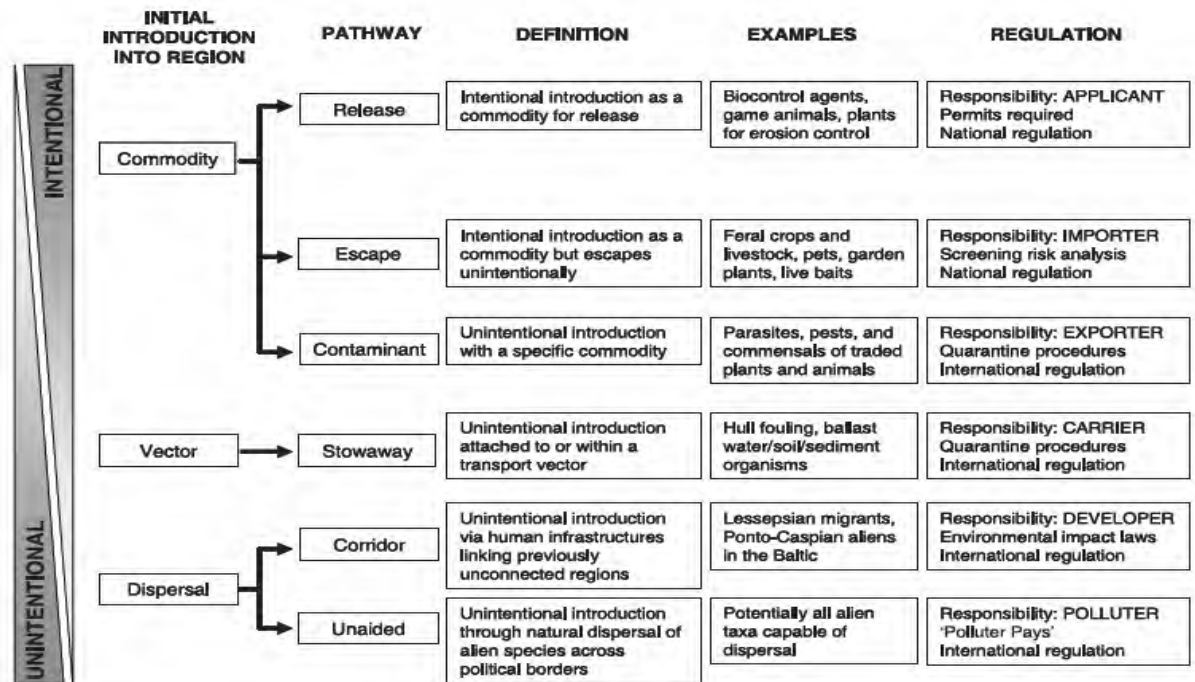 INITIAL
INTRODUCTION
INTO REGION
PATHWAY
DEFINITION
EXAMPLES
REGULATION
INTENTIONAL
UNINTENTIONAL
Commodity
Release
Intentional introduction as a
commodity for release
Biocontrol agents,
game animals, plants
for erosion control
Responsibility: APPLICANT
Permits required
National regulation
Escape
Intentional introduction as a
commodity but escapes
unintentionally
Feral crops and
livestock, pets, garden
plants, live baits
Responsibility: IMPORTER
Screening risk analysis
National regulation
Contaminant
Unintentional introduction
with a specific commodity
Parasites, pests, and
commensals of traded
plants and animals
Responsibility: EXPORTER
Quarantine procedures
International regulation
Vector
Stowaway
Unintentional introduction
attached to or within a
transport vector
Hull fouling, ballast
water/soil/sediment
organisms
Responsibility: CARRIER
Quarantine procedures
International regulation
Dispersal
Corridor
Unintentional introduction
via human infrastructures
linking previously
unconnected regions
Lessepsian migrants,
Ponto-Caspian aliens
in the Baltic
Responsibility: DEVELOPER
Environmental impact laws
International regulation
Unaided
Unintentional introduction
through natural dispersal of
alien species across
political borders
Potentially all alien
taxa capable of
dispersal
Responsibility: POLLUTER
'Polluter Pays'
International regulation